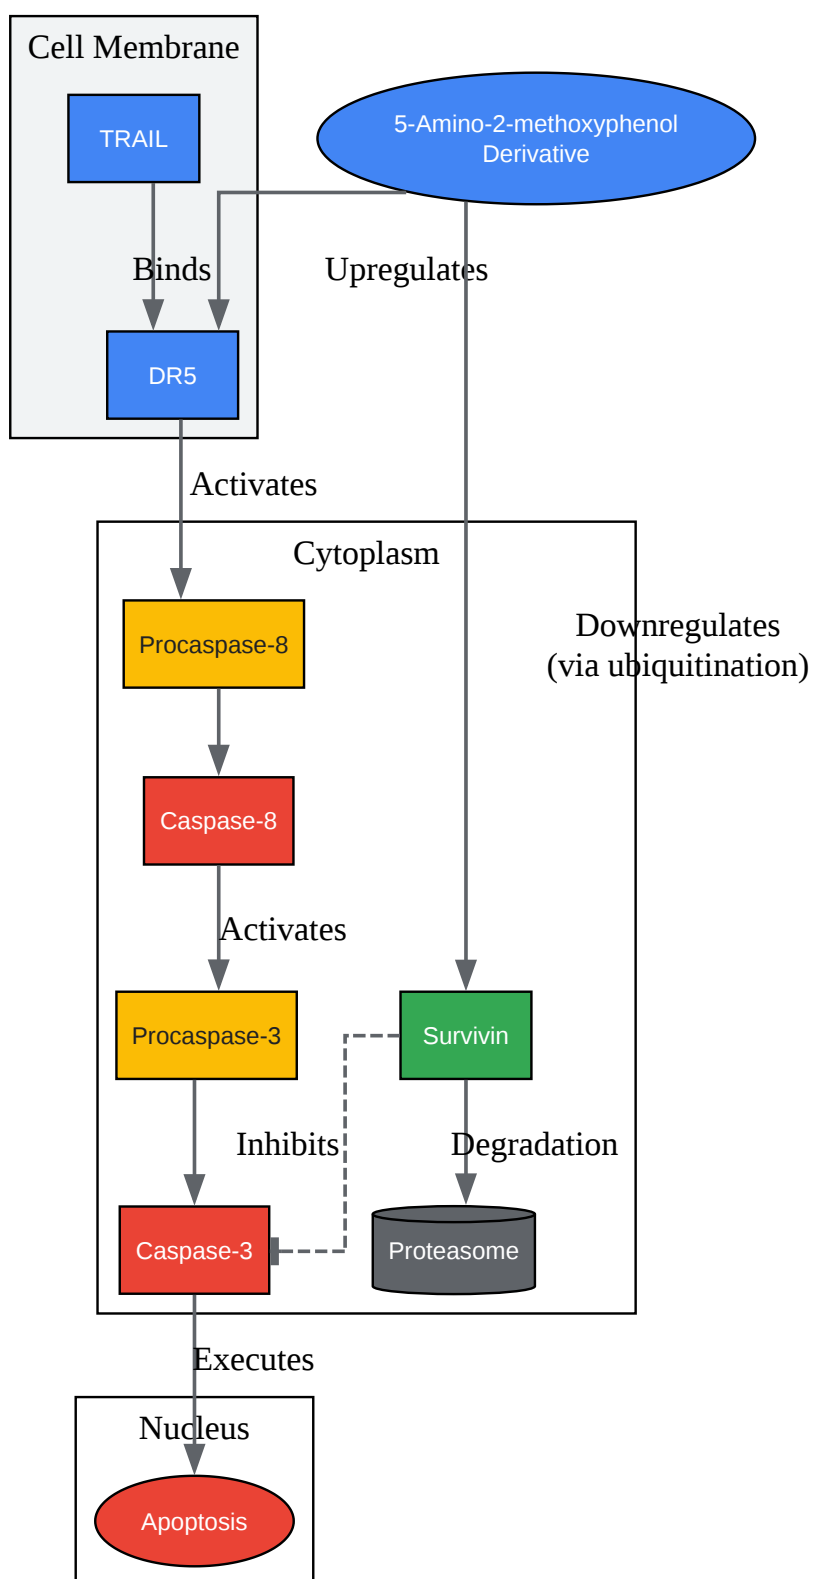 Cell Membrane
TRAIL
5-Amino-2-methoxyphenol
Derivative
Binds
Upregulates
DR5
Activates
Cytoplasm
Downregulates
(via ubiquitination)
Procaspase-8
Caspase-8
Activates
Procaspase-3
Survivin
Inhibits
Degradation
Caspase-3
Proteasome
Executes
Nucleus
Apoptosis